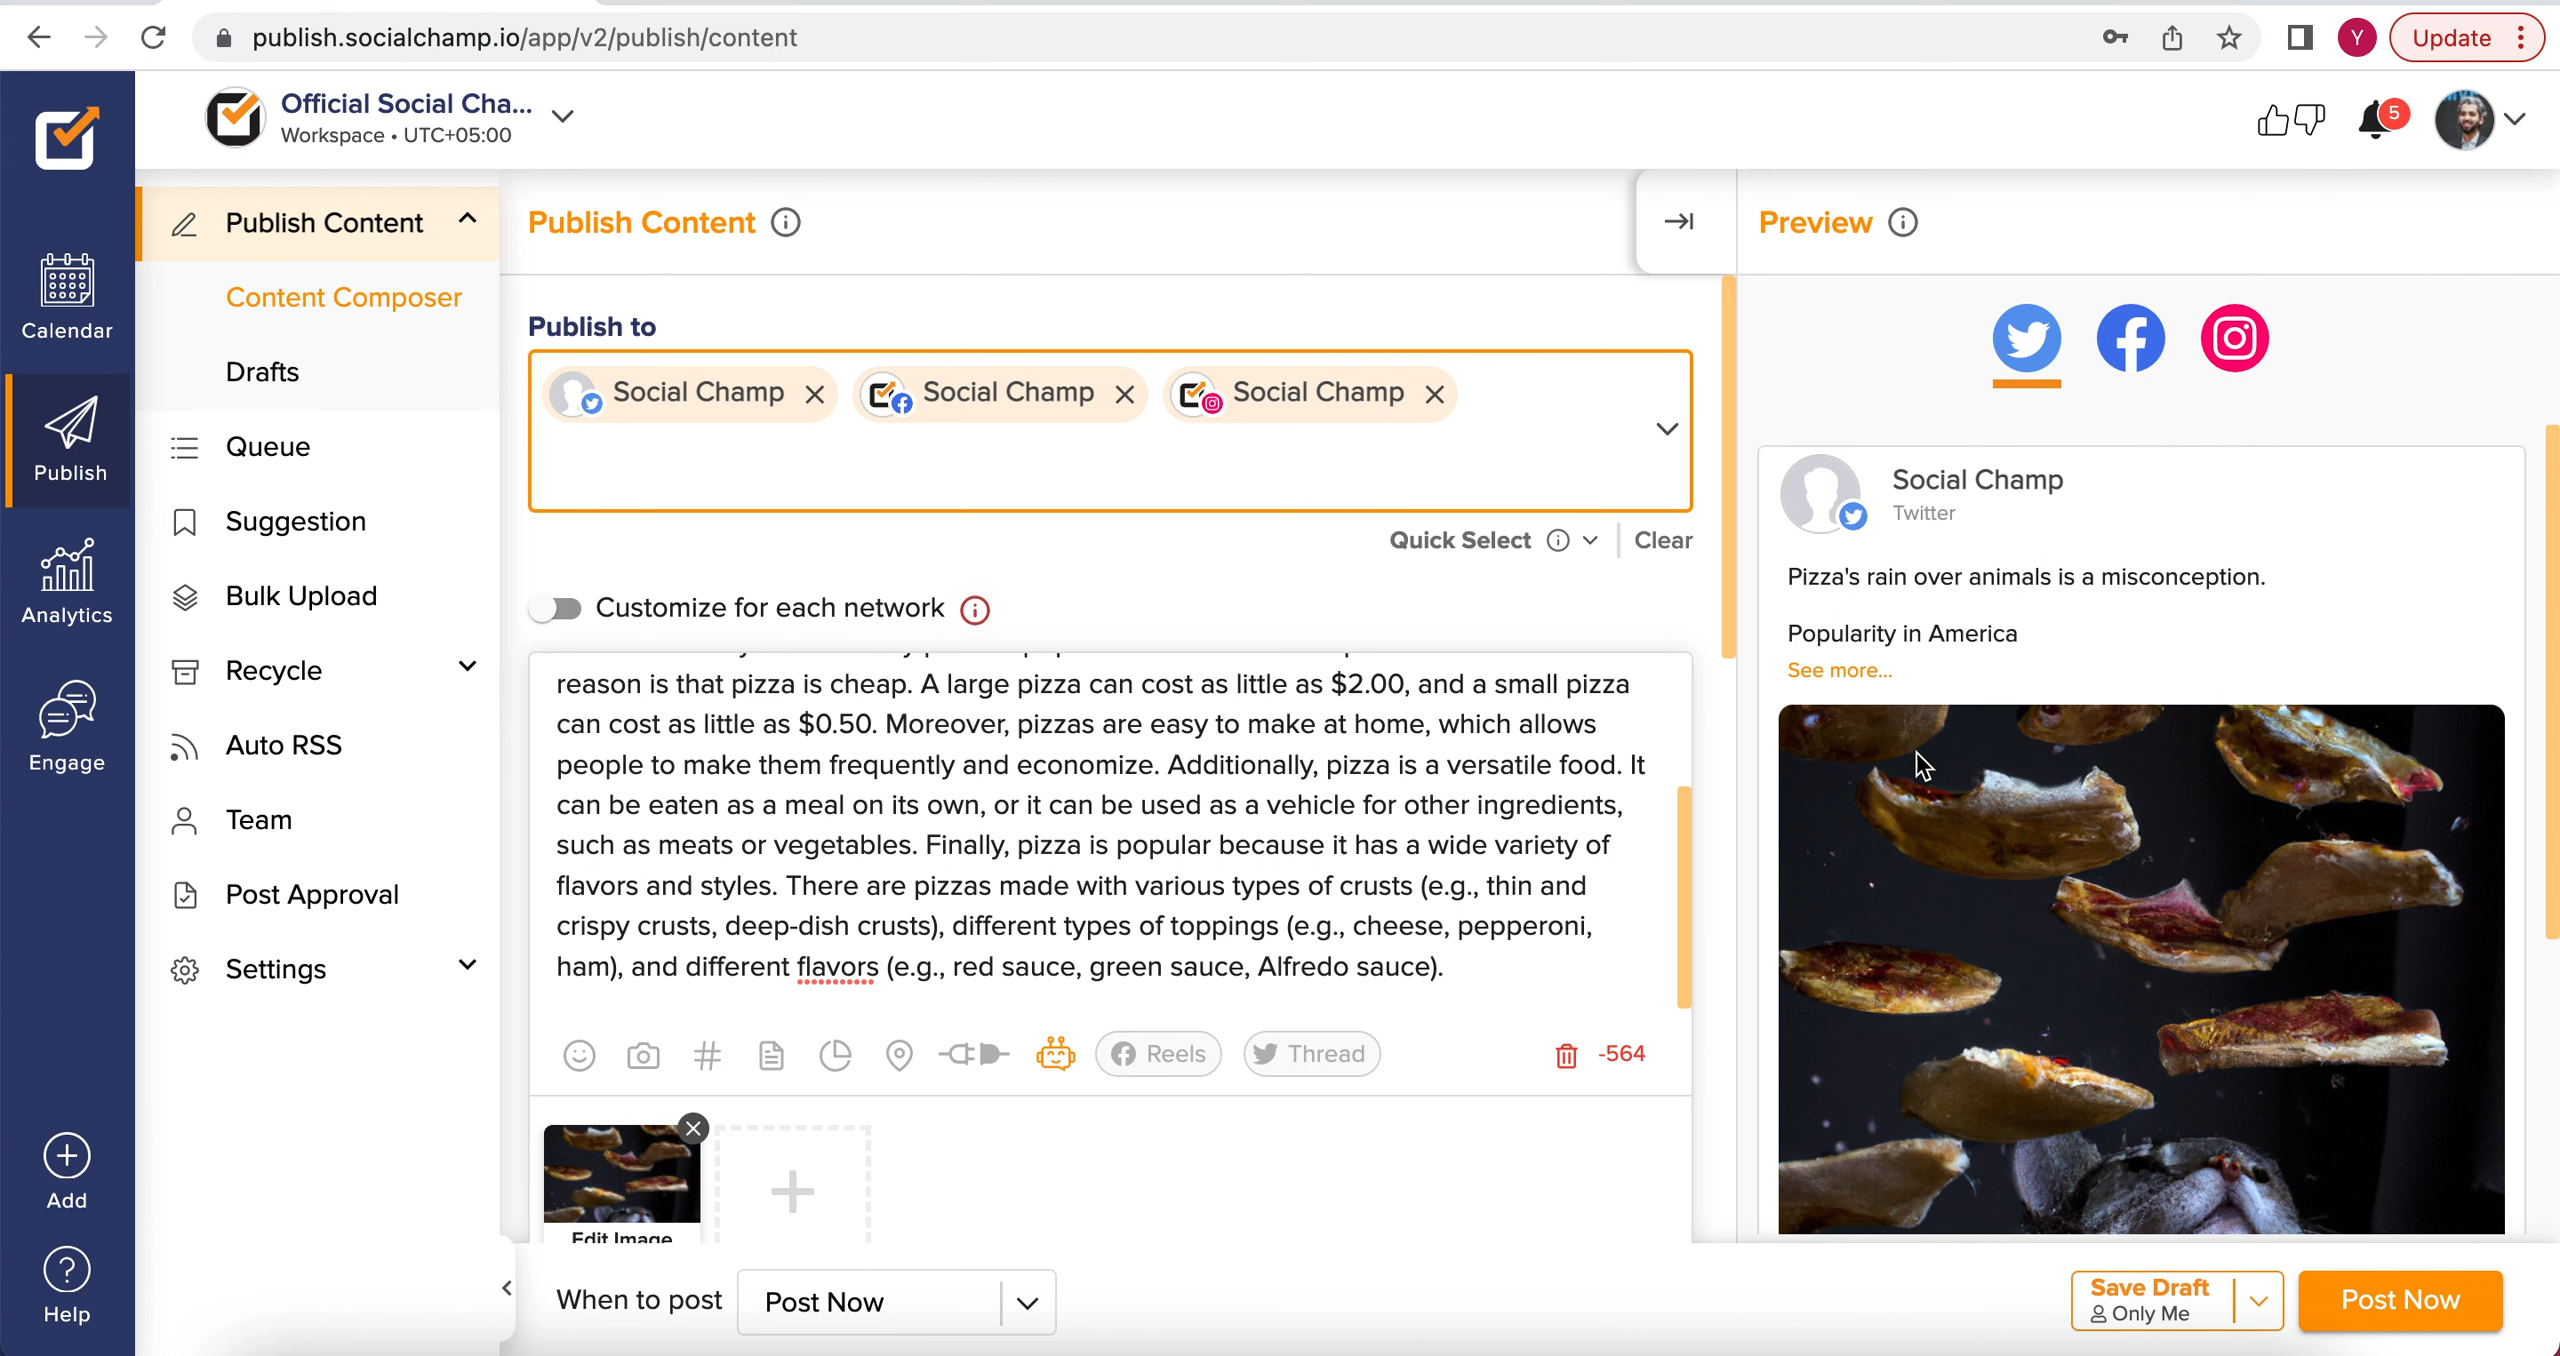 publish.socialchamp.io/app/v2/publish/content
Y
Update
Official Social Cha...
Workspace • UTC+05:00
5
Calendar
Publish
Analytics
Engage
Add
Help
Publish Content
Content Composer
Drafts
Queue
Suggestion
Bulk Upload
Recycle
Auto RSS
Team
Post Approval
Settings
Publish Content
Publish to
Social Champ
Social Champ
Social Champ
Quick Select
Clear
Customize for each network
reason is that pizza is cheap. A large pizza can cost as little as $2.00, and a small pizza
can cost as little as $0.50. Moreover, pizzas are easy to make at home, which allows
people to make them frequently and economize. Additionally, pizza is a versatile food. It
can be eaten as a meal on its own, or it can be used as a vehicle for other ingredients,
such as meats or vegetables. Finally, pizza is popular because it has a wide variety of
flavors and styles. There are pizzas made with various types of crusts (e.g., thin and
crispy crusts, deep-dish crusts), different types of toppings (e.g., cheese, pepperoni,
ham), and different flavors (e.g., red sauce, green sauce, Alfredo sauce).
Reels
Thread
-564
Edit Image
When to post
Post Now
Preview
Social Champ
Twitter
Pizza's rain over animals is a misconception.
Popularity in America
See more...
Save Draft
Only Me
Post Now